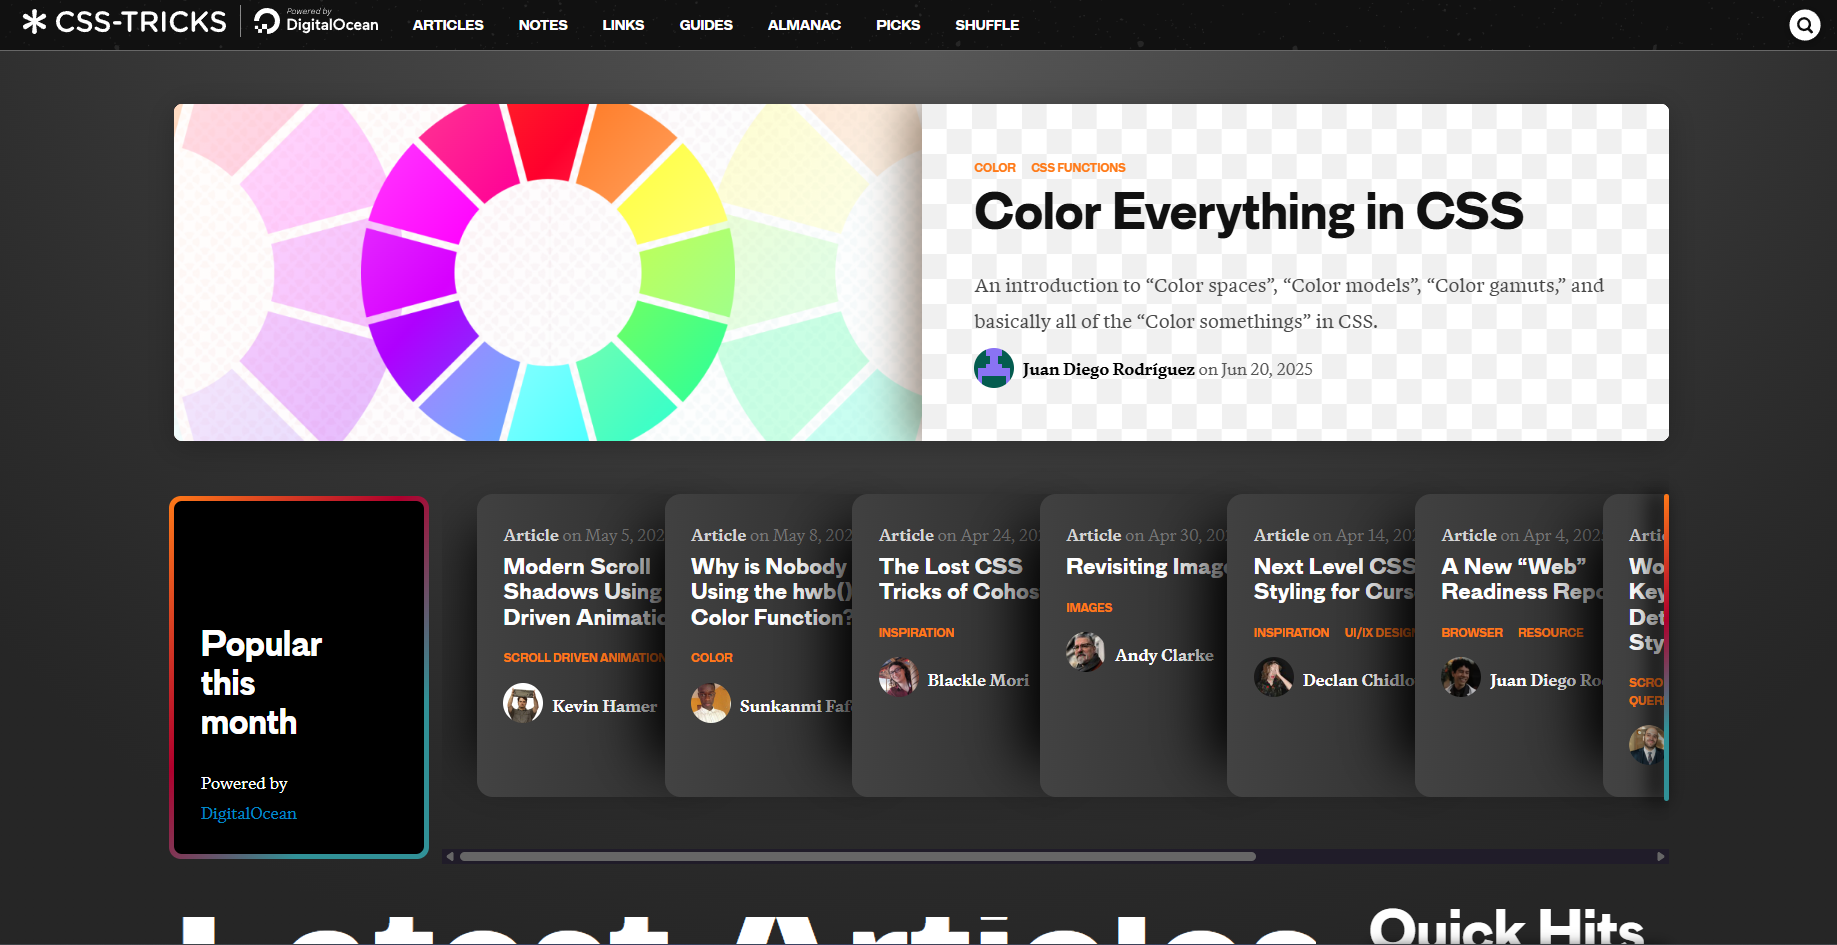 CSS-TRICKS
Powered by
DigitalOcean
ARTICLES NOTES LINKS GUIDES ALMANAC PICKS SHUFFLE
COLOR CSS FUNCTIONS
Color Everything in CSS
An introduction to “Color spaces”, “Color models”, “Color gamuts,” and
basically all of the “Color somethings” in CSS.
Juan Diego Rodríguez on Jun 20, 2025
Popular
this
month
Powered by
DigitalOcean
Article on May 5, 202
Modern Scroll
Shadows Using
Driven Animatic
SCROLL DRIVEN ANIMATION
Kevin Hamer
Article on May 8, 202
Why is Nobody
Using the hwb()
Color Function?
COLOR
Sunkanmi Faf
Article on Apr 24, 20
The Lost CSS
Tricks of Cohos
INSPIRATION
Blackle Mori
Article on Apr 30, 20
Revisiting Image
IMAGES
Andy Clarke
Article on Apr 14, 20
Next Level CSS
Styling for Curs
INSPIRATION UI/IX DESIGN
Declan Chidlo
Article on Apr 4, 202
A New “Web”
Readiness Repo
BROWSER RESOURCE
Juan Diego Ro
Artic
Wo
Key
Det
Sty
SCRO
QUER
Latest Articles
Quick Hits